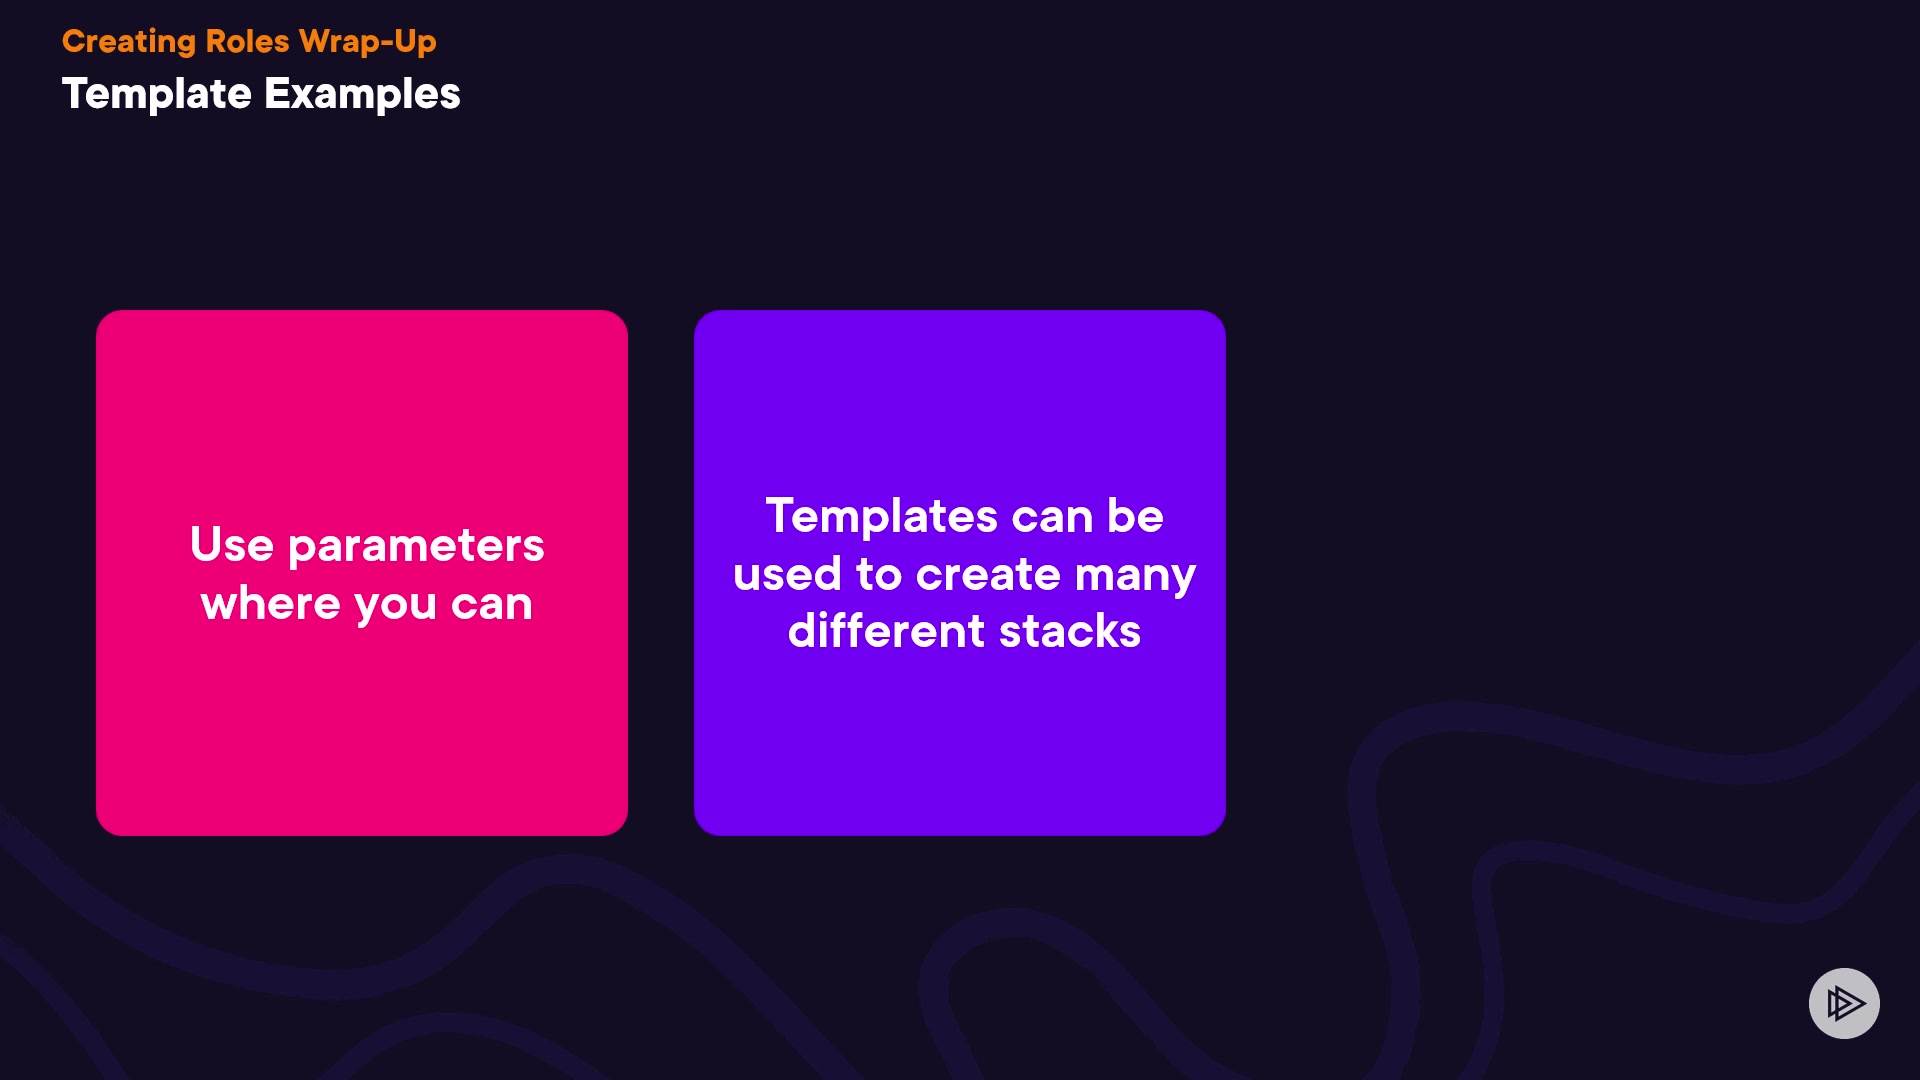 Creating Roles Wrap-Up
Template Examples
Use parameters
where you can
Templates can be
used to create many
different stacks